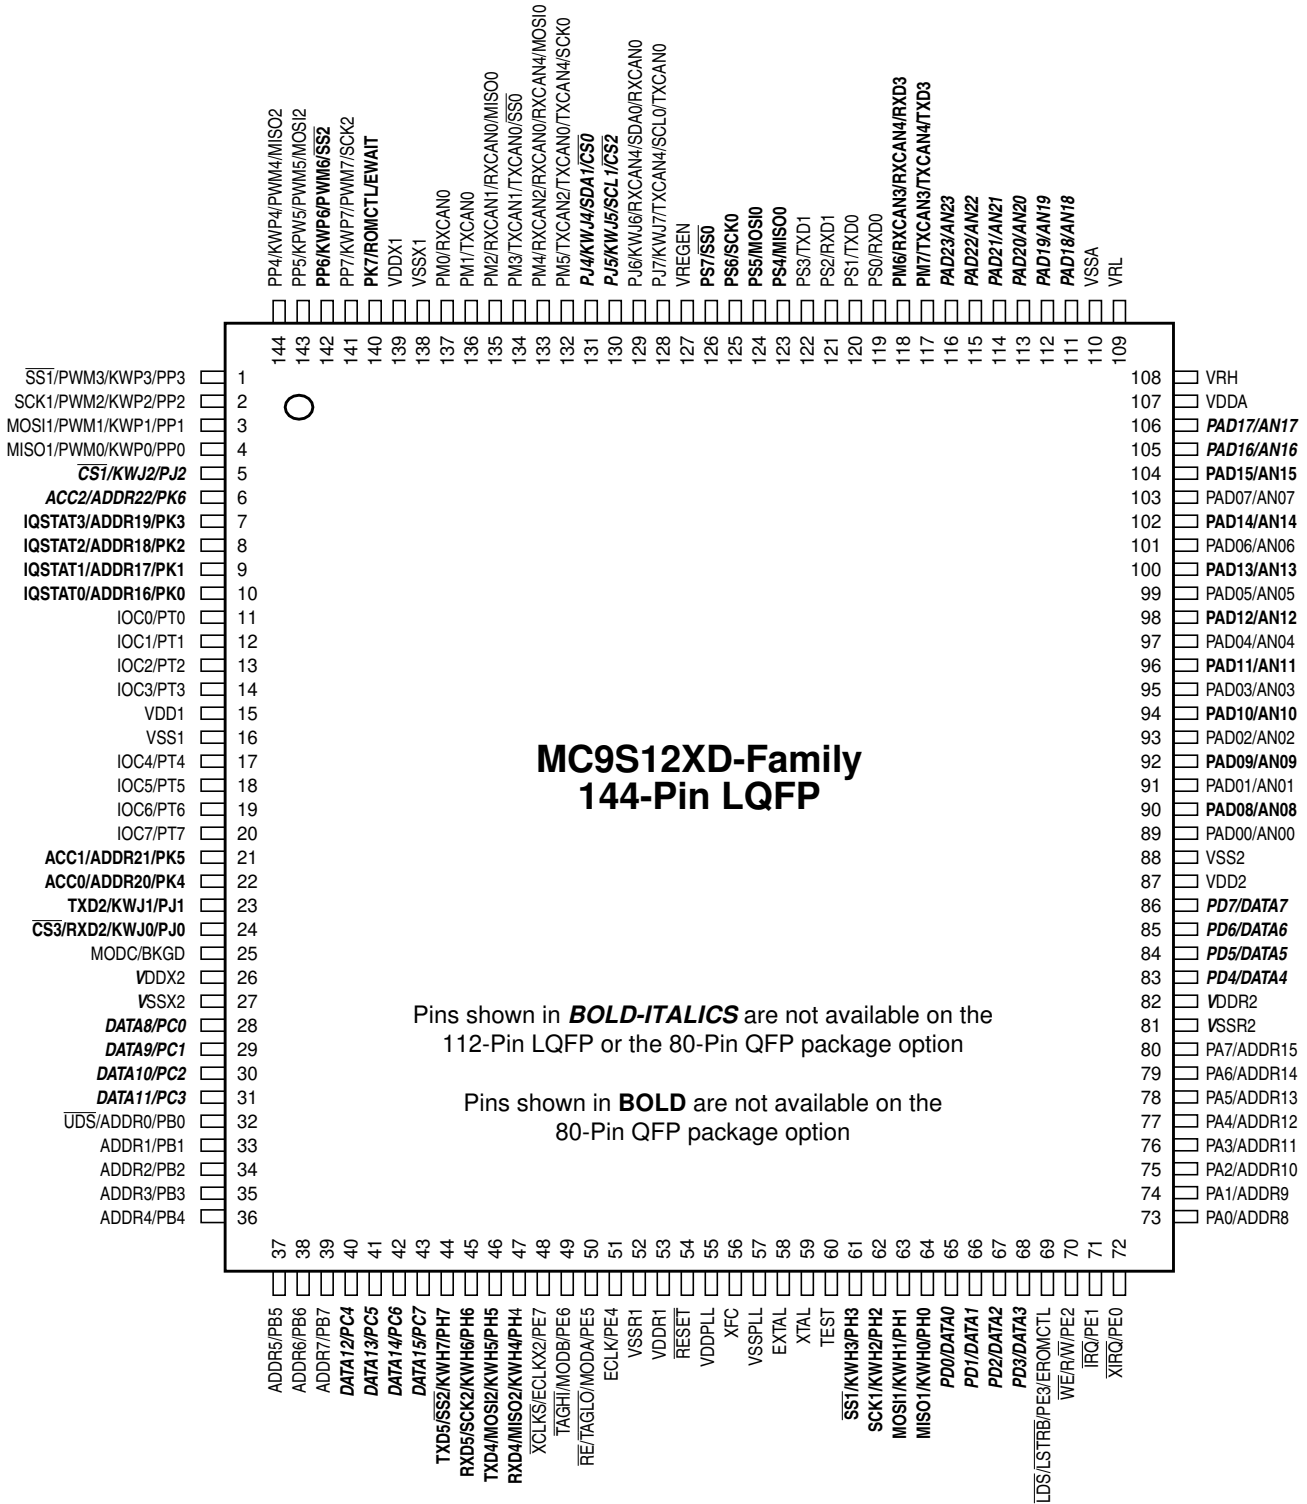 PP4/KWP4/PWM4/MISO2
PP5/KPW5/PWM5/MOSI2
PP6/KWP6/PWM6/SS2
PP7/KWP7/PWM7/SCK2
PK7/ROMCTL/EWAIT
VDDX1
VSSX1
PM0/RXCAN0
PM1/TXCAN0
PM2/RXCAN1/RXCAN0/MISO0
PM3/TXCAN1/TXCAN0/SS0
PM4/RXCAN2/RXCAN0/RXCAN4/MOSI0
PM5/TXCAN2/TXCAN0/TXCAN4/SCK0
PJ4/KWJ4/SDA1/CS0
PJ5/KWJ5/SCL1/CS2
PJ6/KWJ6/RXCAN4/SDA0/RXCAN0
PJ7/KWJ7/TXCAN4/SCL0/TXCAN0
VREGEN
PS7/SS0
PS6/SCK0
PS5/MOSI0
PS4/MISO0
PS3/TXD1
PS2/RXD1
PS1/TXD0
PS0/RXD0
PM6/RXCAN3/RXCAN4/RXD3
PM7/TXCAN3/TXCAN4/TXD3
PAD23/AN23
PAD22/AN22
PAD21/AN21
PAD20/AN20
PAD19/AN19
PAD18/AN18
VSSA
VRL
144
143
142
141
140
139
138
137
136
135
134
133
132
131
130
129
128
127
126
125
124
123
122
121
120
119
118
117
116
115
114
113
112
111
110
109
SS1/PWM3/KWP3/PP3 1
SCK1/PWM2/KWP2/PP2 2
MOSI1/PWM1/KWP1/PP1 3
MISO1/PWM0/KWP0/PP0 4
CS1/KWJ2/PJ2 5
ACC2/ADDR22/PK6 6
IQSTAT3/ADDR19/PK3 7
IQSTAT2/ADDR18/PK2 8
IQSTAT1/ADDR17/PK1 9
IQSTAT0/ADDR16/PK0 10
IOC0/PT0 11
IOC1/PT1 12
IOC2/PT2 13
IOC3/PT3 14
VDD1 15
VSS1 16
IOC4/PT4 17
IOC5/PT5 18
IOC6/PT6 19
IOC7/PT7 20
ACC1/ADDR21/PK5 21
ACC0/ADDR20/PK4 22
TXD2/KWJ1/PJ1 23
CS3/RXD2/KWJ0/PJ0 24
MODC/BKGD 25
VDDX2 26
VSSX2 27
DATA8/PC0 28
DATA9/PC1 29
DATA10/PC2 30
DATA11/PC3 31
UDS/ADDR0/PB0 32
ADDR1/PB1 33
ADDR2/PB2 34
ADDR3/PB3 35
ADDR4/PB4 36
MC9S12XD-Family
144-Pin LQFP
Pins shown in BOLD-ITALICS are not available on the
112-Pin LQFP or the 80-Pin QFP package option
Pins shown in BOLD are not available on the
80-Pin QFP package option
108 VRH
107 VDDA
106 PAD17/AN17
105 PAD16/AN16
104 PAD15/AN15
103 PAD07/AN07
102 PAD14/AN14
101 PAD06/AN06
100 PAD13/AN13
99 PAD05/AN05
98 PAD12/AN12
97 PAD04/AN04
96 PAD11/AN11
95 PAD03/AN03
94 PAD10/AN10
93 PAD02/AN02
92 PAD09/AN09
91 PAD01/AN01
90 PAD08/AN08
89 PAD00/AN00
88 VSS2
87 VDD2
86 PD7/DATA7
85 PD6/DATA6
84 PD5/DATA5
83 PD4/DATA4
82 VDDR2
81 VSSR2
80 PA7/ADDR15
79 PA6/ADDR14
78 PA5/ADDR13
77 PA4/ADDR12
76 PA3/ADDR11
75 PA2/ADDR10
74 PA1/ADDR9
73 PA0/ADDR8
37
38
39
40
41
42
43
44
45
46
47
48
49
50
51
52
53
54
55
56
57
58
59
60
61
62
63
64
65
66
67
68
69
70
71
72
ADDR5/PB5
ADDR6/PB6
ADDR7/PB7
DATA12/PC4
DATA13/PC5
DATA14/PC6
DATA15/PC7
TXD5/SS2/KWH7/PH7
RXD5/SCK2/KWH6/PH6
TXD4/MOSI2/KWH5/PH5
RXD4/MISO2/KWH4/PH4
XCLKS/ECLKX2/PE7
TAGHI/MODB/PE6
RE/TAGLO/MODA/PE5
ECLK/PE4
VSSR1
VDDR1
RESET
VDDPLL
XFC
VSSPLL
EXTAL
XTAL
TEST
SS1/KWH3/PH3
SCK1/KWH2/PH2
MOSI1/KWH1/PH1
MISO1/KWH0/PH0
PD0/DATA0
PD1/DATA1
PD2/DATA2
PD3/DATA3
LDS/LSTRB/PE3/EROMCTL
WE/R/W/PE2
IRQ/PE1
XIRQ/PE0